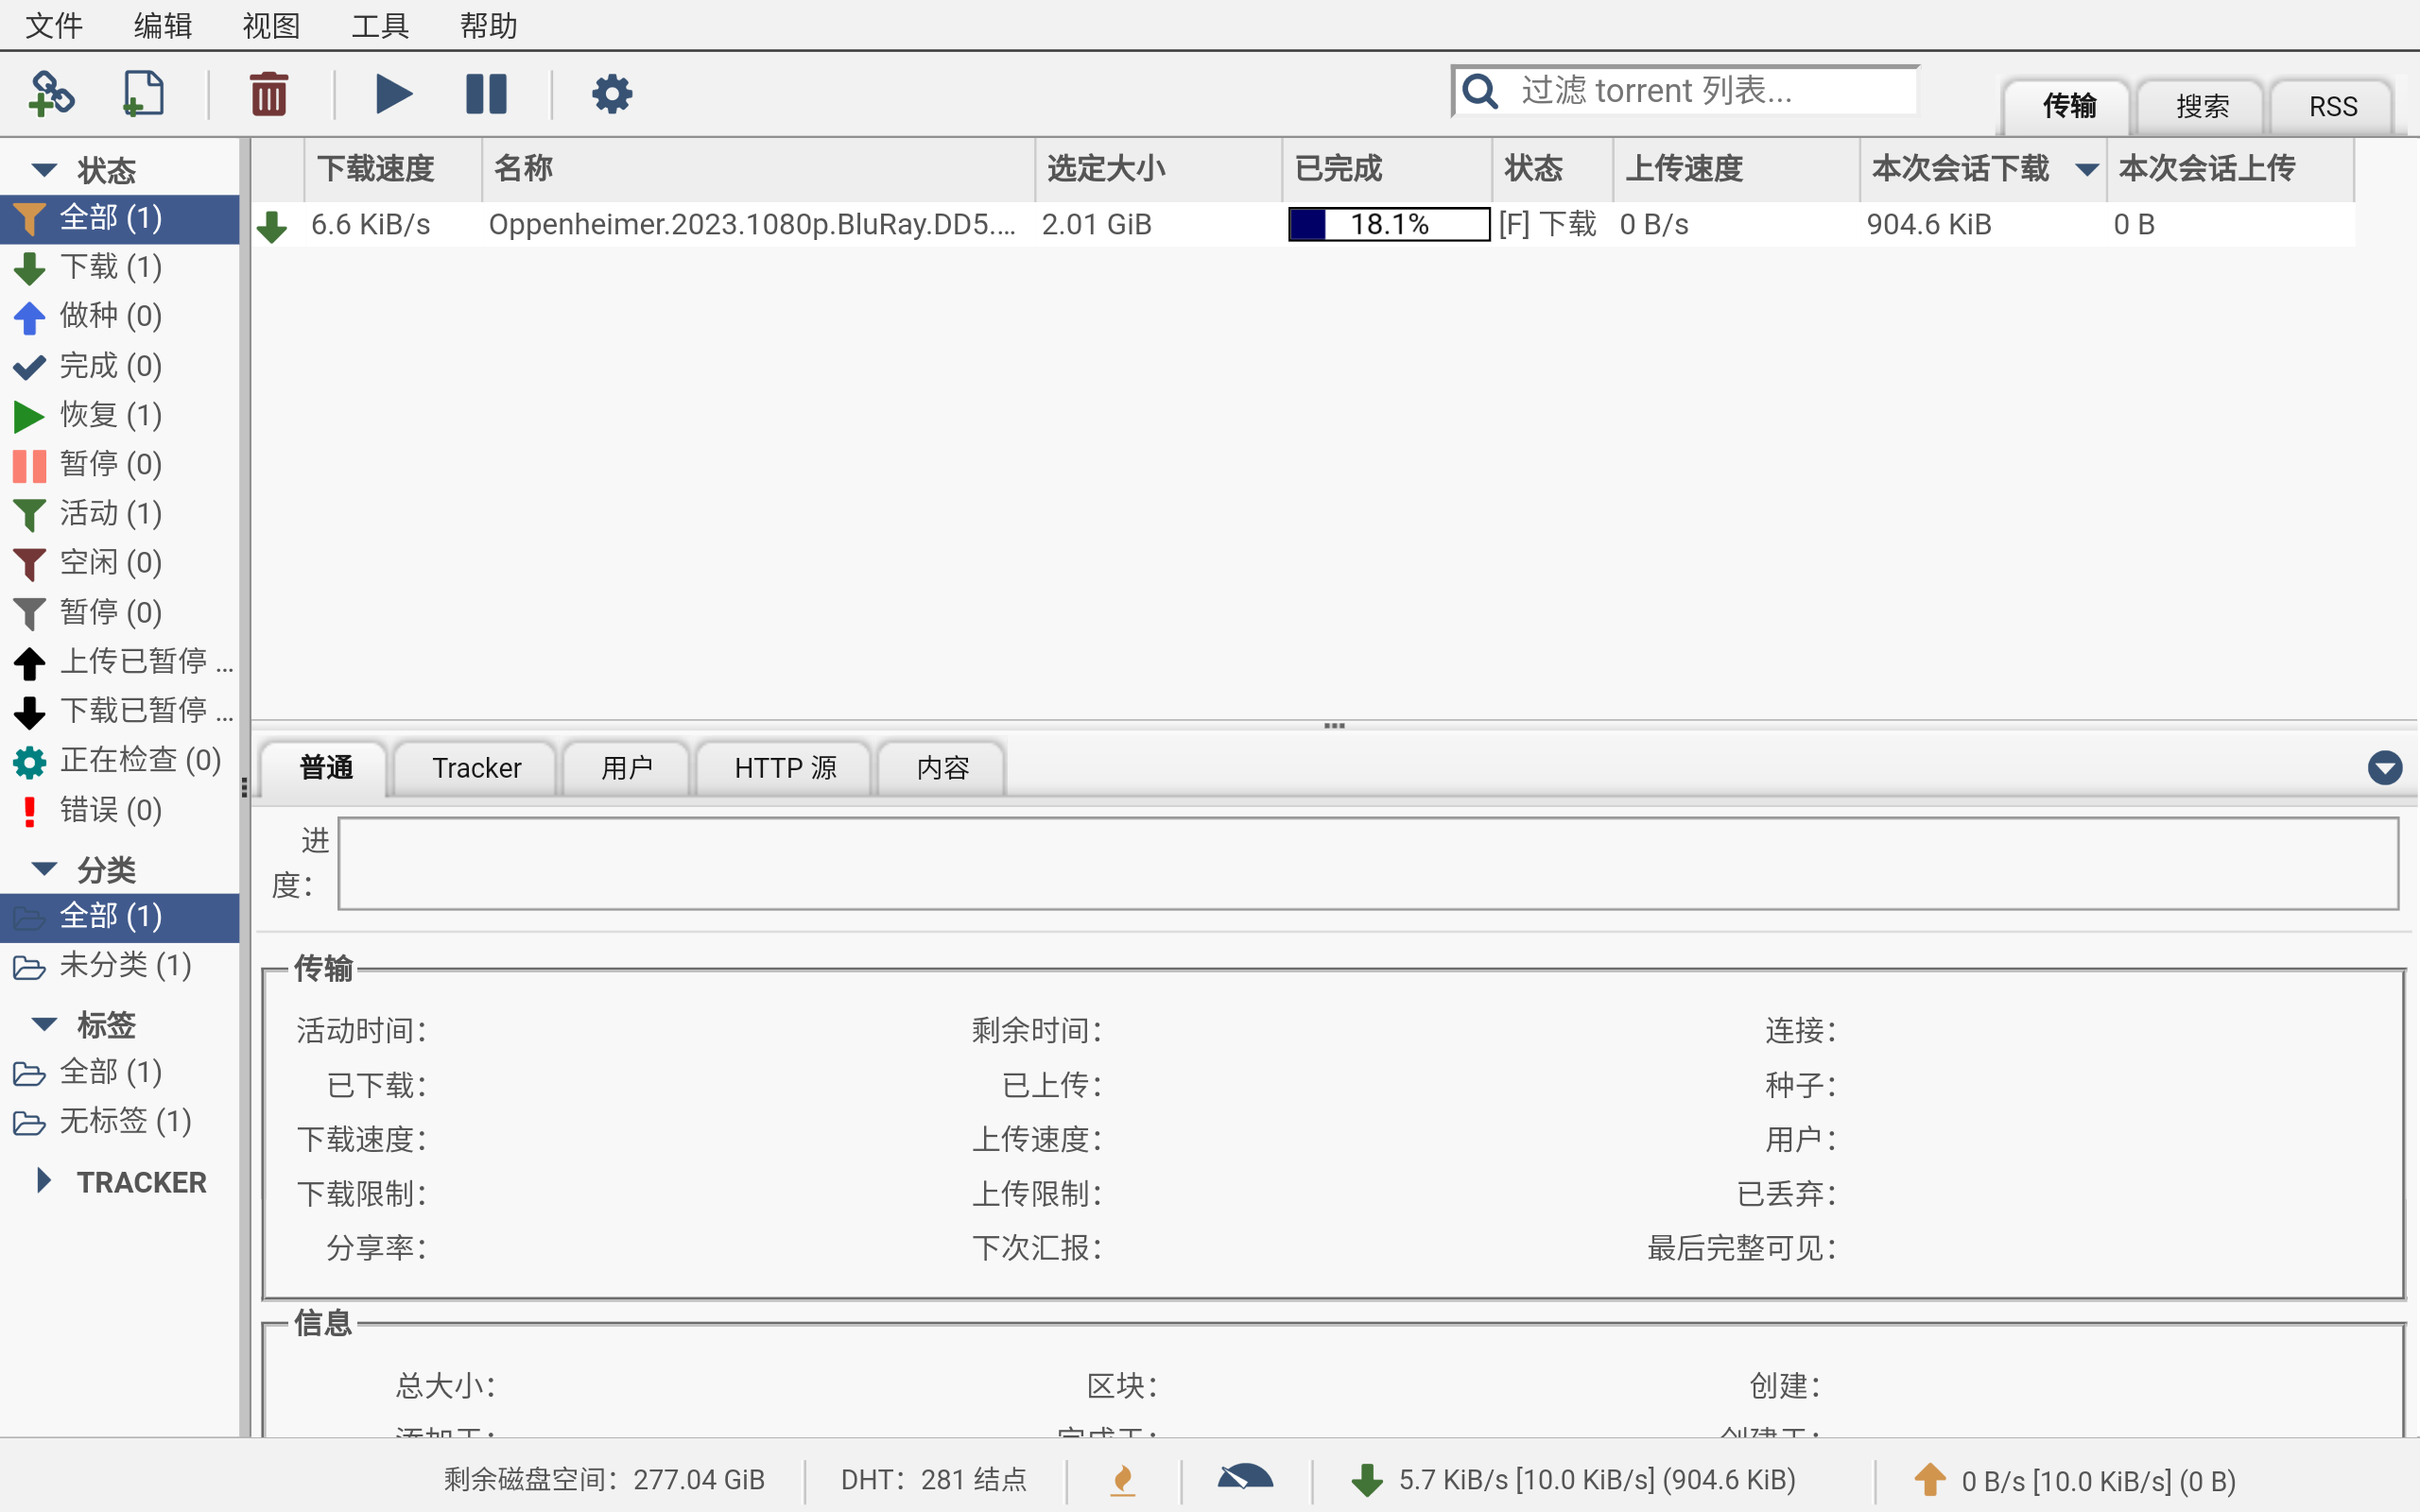 文件 编辑 视图 工具 帮助
过滤 torrent 列表... 传输 搜索 RSS
状态
全部 (1)
下载 (1)
做种 (0)
完成 (0)
恢复 (1)
暂停 (0)
活动 (1)
空闲 (0)
暂停 (0)
上传已暂停 ...
下载已暂停 ...
正在检查 (0)
错误 (0)
分类
全部 (1)
未分类 (1)
标签
全部 (1)
无标签 (1)
TRACKER
下载速度 名称 选定大小 已完成 状态 上传速度 本次会话下载 本次会话上传
6.6 KiB/s Oppenheimer.2023.1080p.BluRay.DD5.... 2.01 GiB 18.1% [F] 下载 0 B/s 904.6 KiB 0 B
普通 Tracker 用户 HTTP 源 内容
进
度：
传输
活动时间： 剩余时间： 连接：
已下载： 已上传： 种子：
下载速度： 上传速度： 用户：
下载限制： 上传限制： 已丢弃：
分享率： 下次汇报： 最后完整可见：
信息
总大小： 区块： 创建：
添加于： 完成于： 创建于：
剩余磁盘空间：277.04 GiB DHT：281 结点 5.7 KiB/s [10.0 KiB/s] (904.6 KiB) 0 B/s [10.0 KiB/s] (0 B)